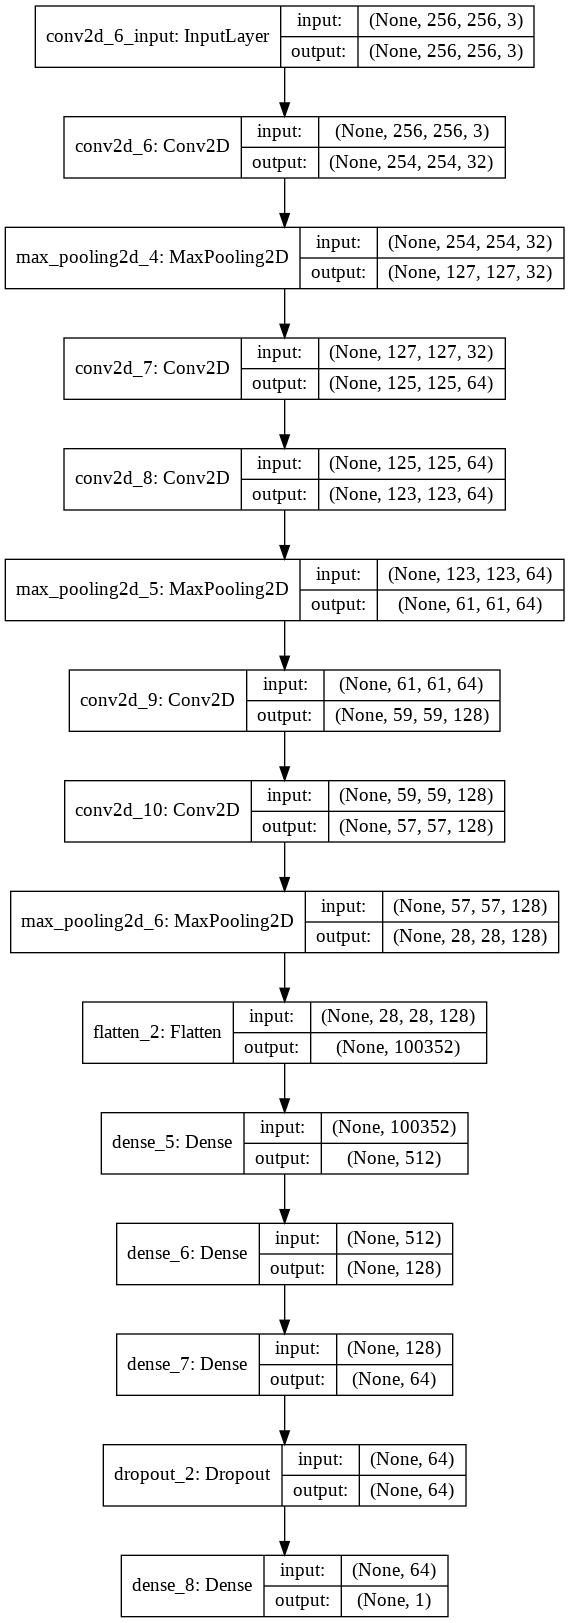 conv2d_6_input: InputLayer
input: (None, 256, 256, 3)
output: (None, 256, 256, 3)
conv2d_6: Conv2D
input: (None, 256, 256, 3)
output: (None, 254, 254, 32)
max_pooling2d_4: MaxPooling2D
input: (None, 254, 254, 32)
output: (None, 127, 127, 32)
conv2d_7: Conv2D
input: (None, 127, 127, 32)
output: (None, 125, 125, 64)
conv2d_8: Conv2D
input: (None, 125, 125, 64)
output: (None, 123, 123, 64)
max_pooling2d_5: MaxPooling2D
input: (None, 123, 123, 64)
output: (None, 61, 61, 64)
conv2d_9: Conv2D
input: (None, 61, 61, 64)
output: (None, 59, 59, 128)
conv2d_10: Conv2D
input: (None, 59, 59, 128)
output: (None, 57, 57, 128)
max_pooling2d_6: MaxPooling2D
input: (None, 57, 57, 128)
output: (None, 28, 28, 128)
flatten_2: Flatten
input: (None, 28, 28, 128)
output: (None, 100352)
dense_5: Dense
input: (None, 100352)
output: (None, 512)
dense_6: Dense
input: (None, 512)
output: (None, 128)
dense_7: Dense
input: (None, 128)
output: (None, 64)
dropout_2: Dropout
input: (None, 64)
output: (None, 64)
dense_8: Dense
input: (None, 64)
output: (None, 1)